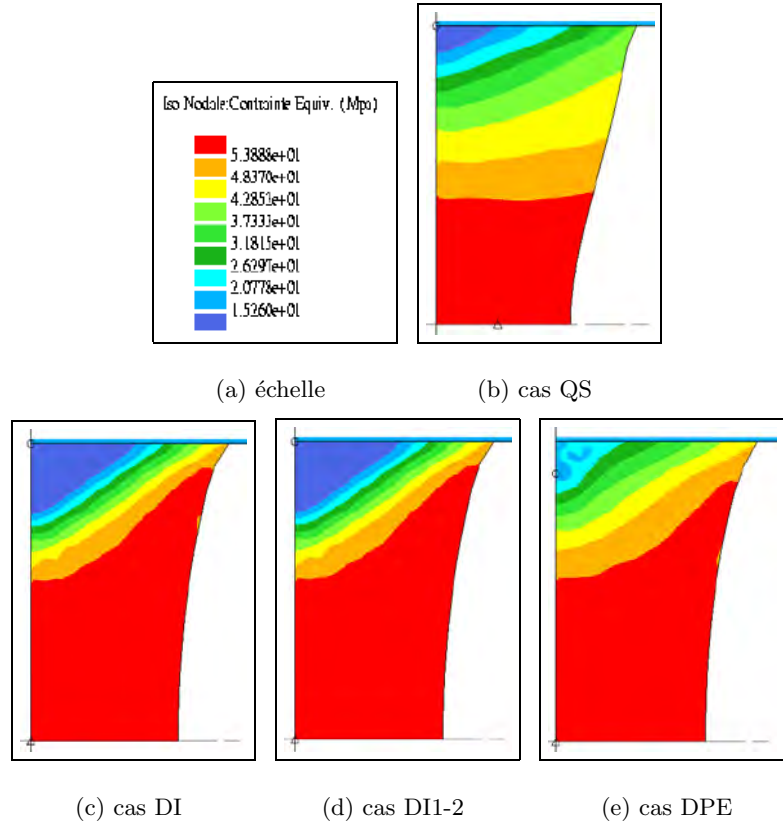 Iso Nodale:Contrainte Equiv. (Mpa)
5.3888e+01
4.8370e+01
4.2852e+01
3.7333e+01
3.1815e+01
2.6297e+01
2.0778e+01
1.5260e+01
(a) échelle
(b) cas QS
(c) cas DI
(d) cas DI1-2
(e) cas DPE